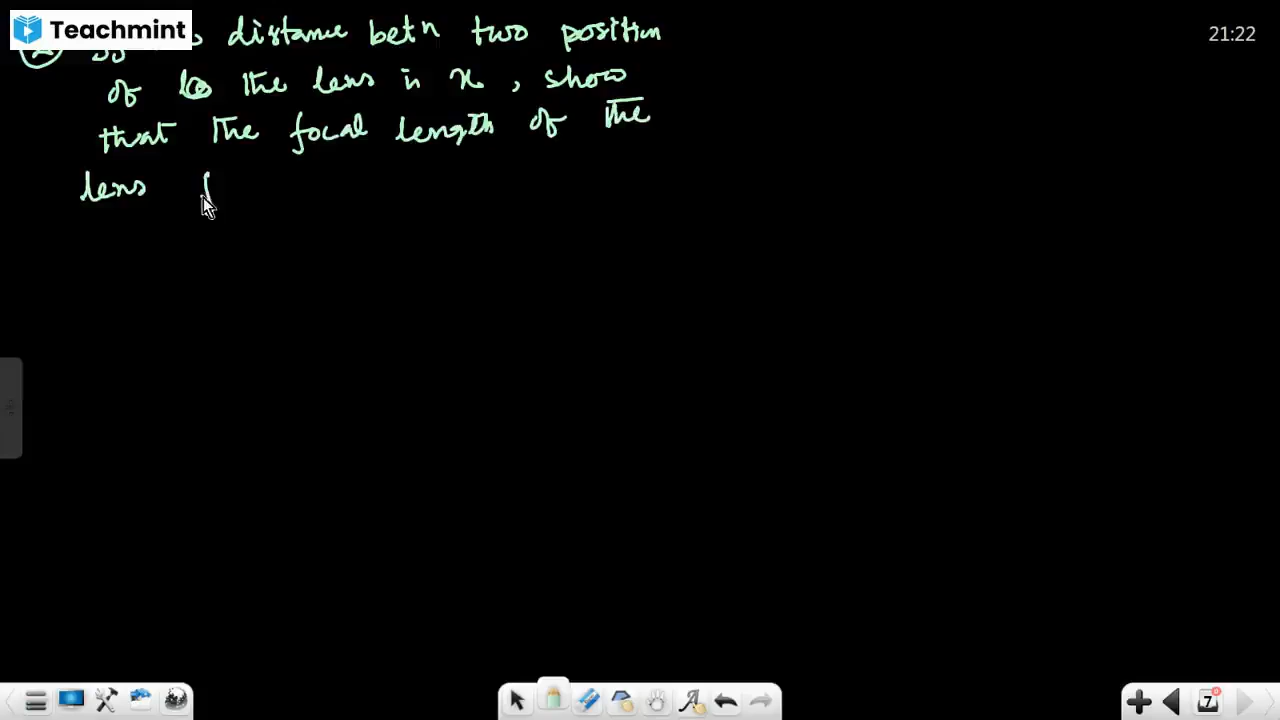 Teachmint
21:22
distance betn two position
of the lens is x, show
that the focal length of the
lens
7